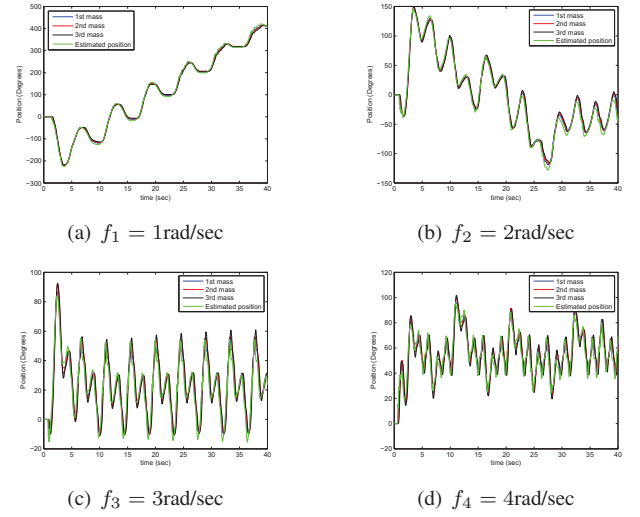 500
400
300
200
100
0
−100
−200
−300
0 5 10 15 20 25 30 35 40
time (sec)
Position (Degrees)
1st mass
2nd mass
3rd mass
Estimated position
150
100
50
0
−50
−100
−150
0 5 10 15 20 25 30 35 40
time (sec)
Position (Degrees)
1st mass
2nd mass
3rd mass
Estimated position
(a) f₁ = 1rad/sec
(b) f₂ = 2rad/sec
100
80
60
40
20
0
−20
0 5 10 15 20 25 30 35 40
time (sec)
Position (Degrees)
1st mass
2nd mass
3rd mass
Estimated position
120
100
80
60
40
20
0
−20
0 5 10 15 20 25 30 35 40
time (sec)
Position (Degrees)
1st mass
2nd mass
3rd mass
Estimated position
(c) f₃ = 3rad/sec
(d) f₄ = 4rad/sec